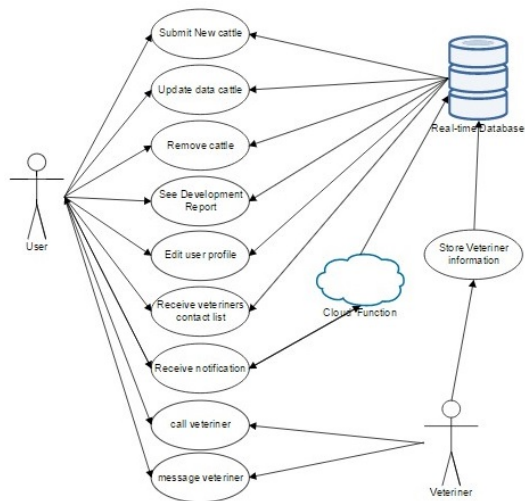 Submit New cattle
Update data cattle
Real-time Database
Remove cattle
See Development
Report
User
Edit user profile
Store Veteriner
information
Receive veteriners
contact list
Cloud Function
Receive notification
call veteriner
message veteriner
Veteriner